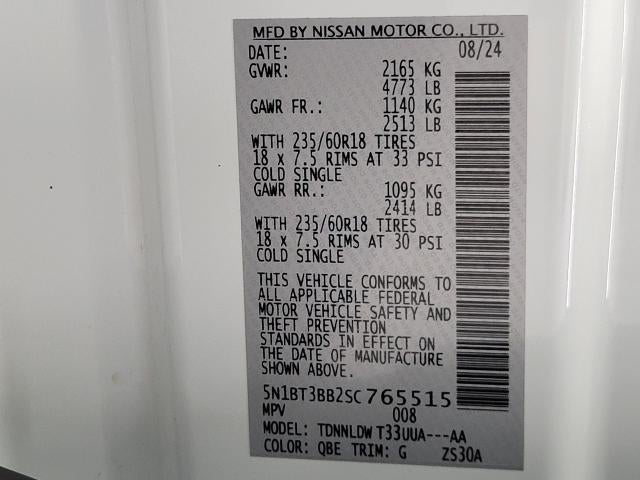 MFD BY NISSAN MOTOR CO., LTD.
DATE: 08/24
GVWR: 2165 KG
4773 LB
GAWR FR.: 1140 KG
2513 LB
WITH 235/60R18 TIRES
18 x 7.5 RIMS AT 33 PSI
COLD SINGLE
GAWR RR.: 1095 KG
2414 LB
WITH 235/60R18 TIRES
18 x 7.5 RIMS AT 30 PSI
COLD SINGLE
THIS VEHICLE CONFORMS TO
ALL APPLICABLE FEDERAL
MOTOR VEHICLE SAFETY AND
THEFT PREVENTION
STANDARDS IN EFFECT ON
THE DATE OF MANUFACTURE
SHOWN ABOVE.
5N1BT3BB2SC765515
MPV 008
MODEL: TDNNLDW T33UUA---AA
COLOR: QBE TRIM: G ZS30A